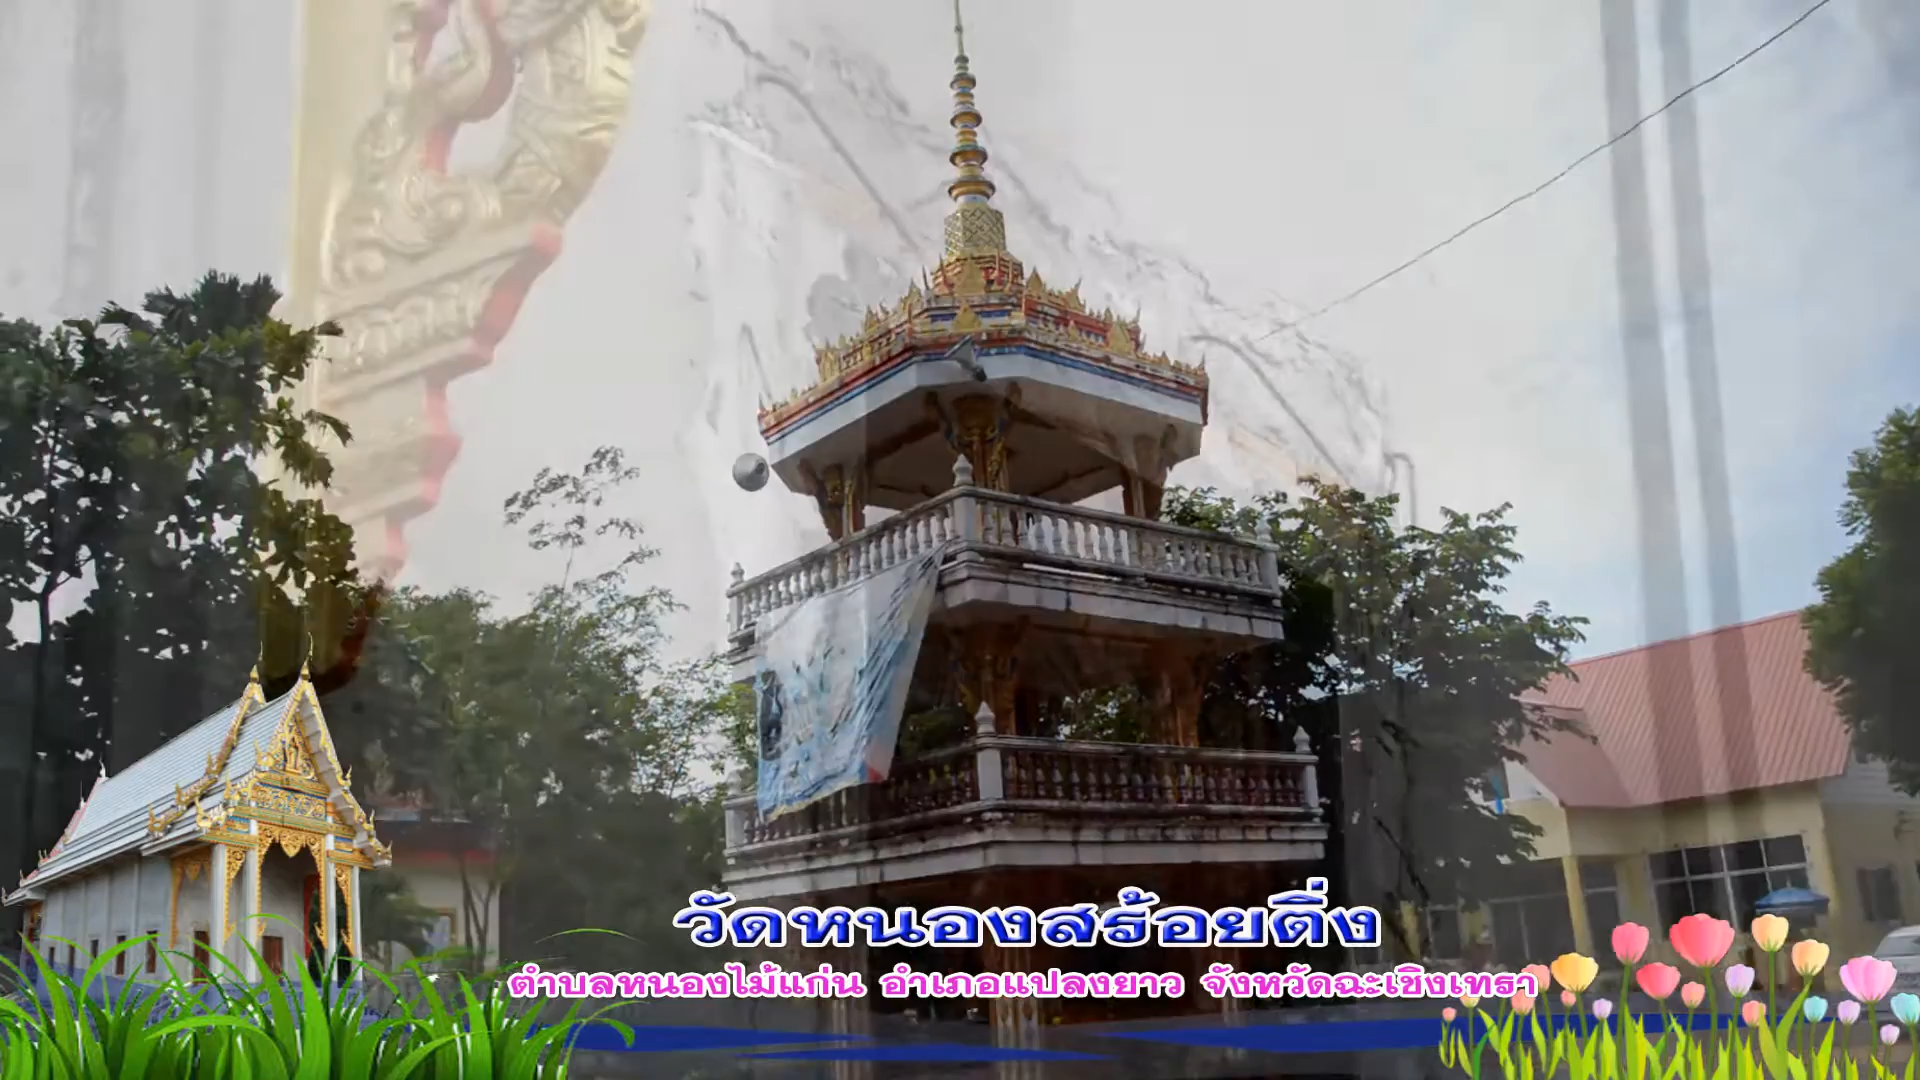 วัดหนองสร้อยติ่ง
ตำบลหนองไม้แก่น อำเภอแปลงยาว จังหวัดฉะเชิงเทรา